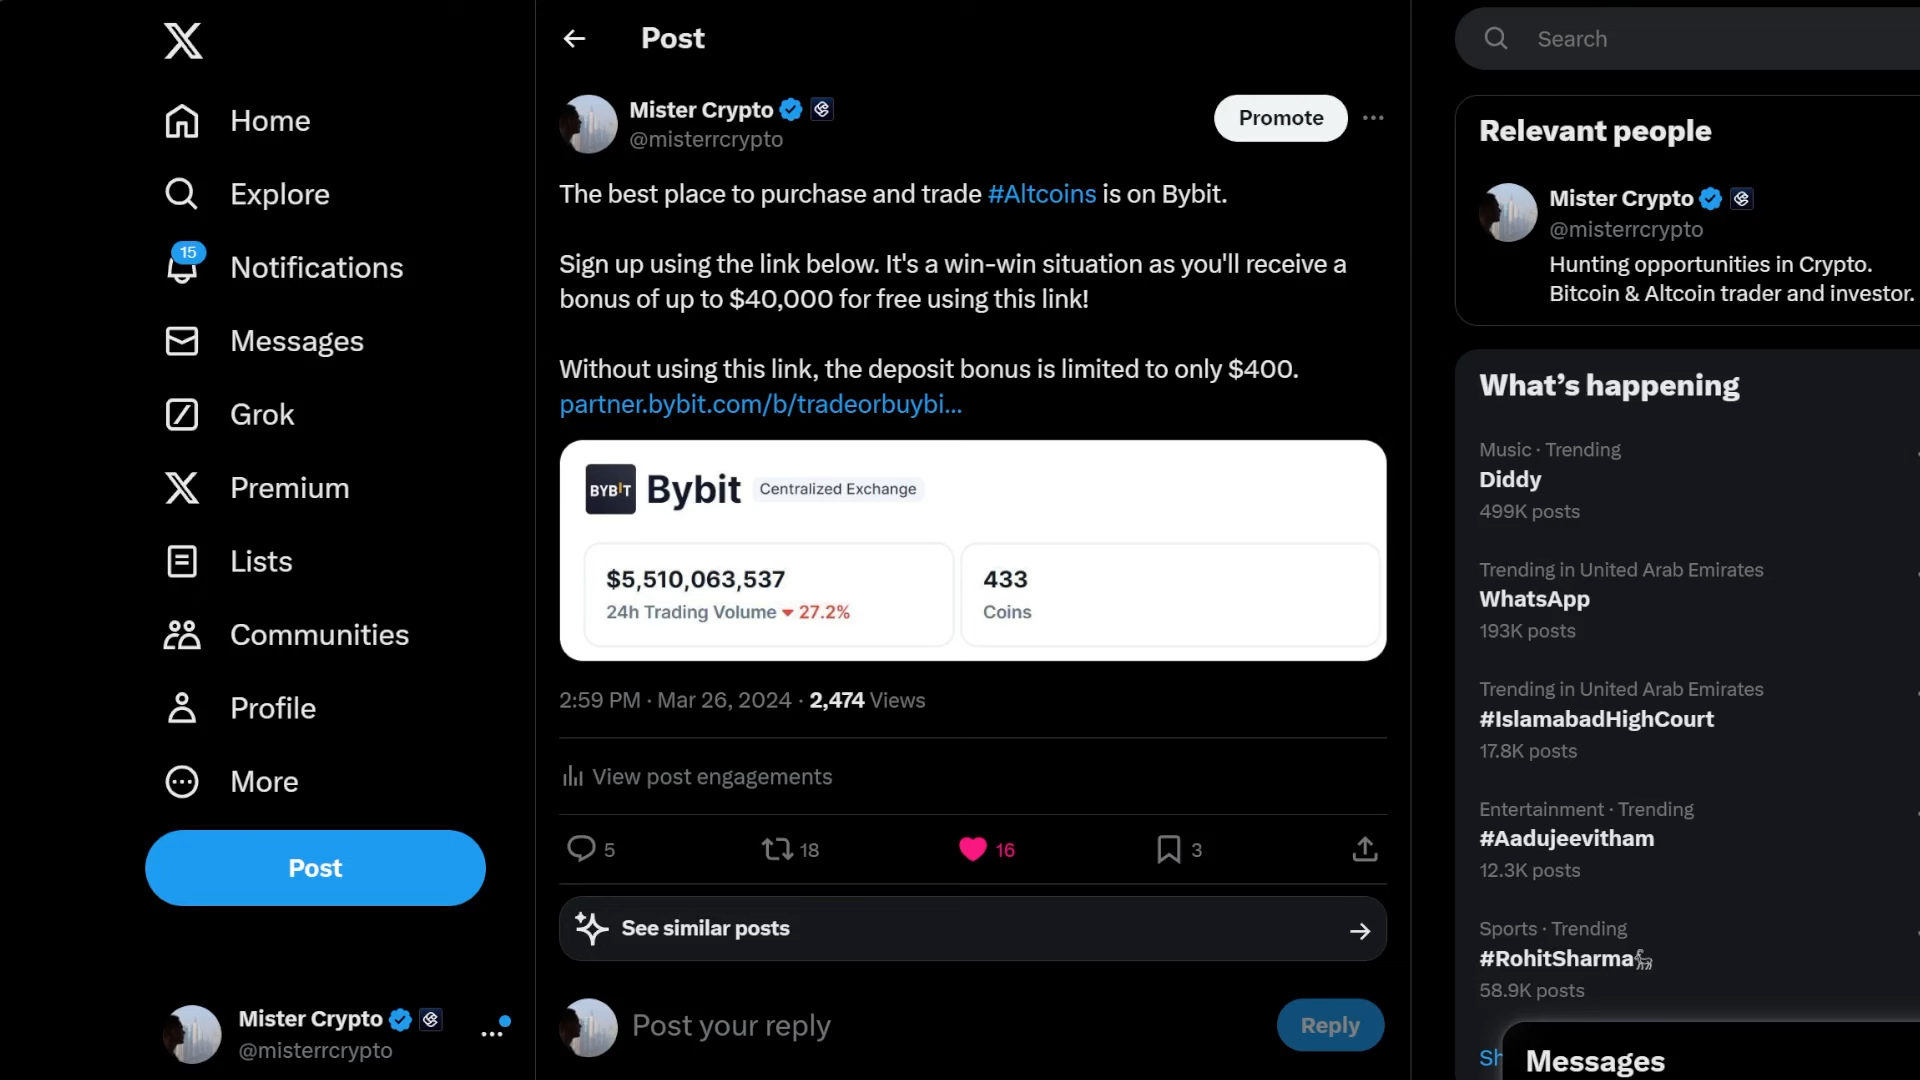 Home
Explore
15
Notifications
Messages
Grok
Premium
Lists
Communities
Profile
More
Post
Mister Crypto
@misterrcrypto
Post
Mister Crypto
@misterrcrypto
Promote
The best place to purchase and trade #Altcoins is on Bybit.
Sign up using the link below. It's a win-win situation as you'll receive a
bonus of up to $40,000 for free using this link!
Without using this link, the deposit bonus is limited to only $400.
partner.bybit.com/b/tradeorbuybi...
BYBIT
Bybit
Centralized Exchange
$5,510,063,537
24h Trading Volume 27.2%
433
Coins
2:59 PM · Mar 26, 2024 · 2,474 Views
View post engagements
5 18 16 3
See similar posts
Post your reply
Reply
Search
Relevant people
Mister Crypto
@misterrcrypto
Hunting opportunities in Crypto.
Bitcoin & Altcoin trader and investor.
What's happening
Music · Trending
Diddy
499K posts
Trending in United Arab Emirates
WhatsApp
193K posts
Trending in United Arab Emirates
#IslamabadHighCourt
17.8K posts
Entertainment · Trending
#Aadujeevitham
12.3K posts
Sports · Trending
#RohitSharma
58.9K posts
Messages